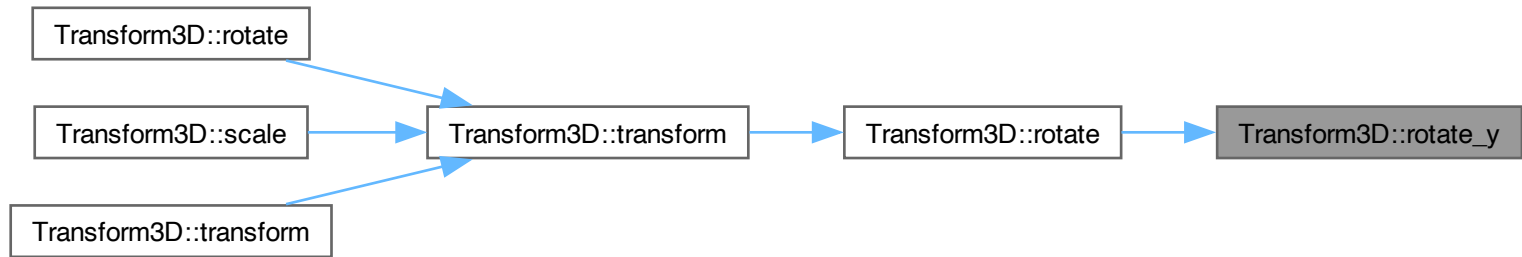 Transform3D::rotate
Transform3D::scale
Transform3D::transform
Transform3D::transform
Transform3D::rotate
Transform3D::rotate_y